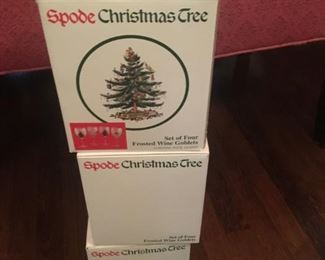 Spode Christmas Tree
Set of Four
Frosted Wine Goblets
Spode Christmas Tree
Set of Four
Frosted Wine Goblets
Spode Christmas Tree